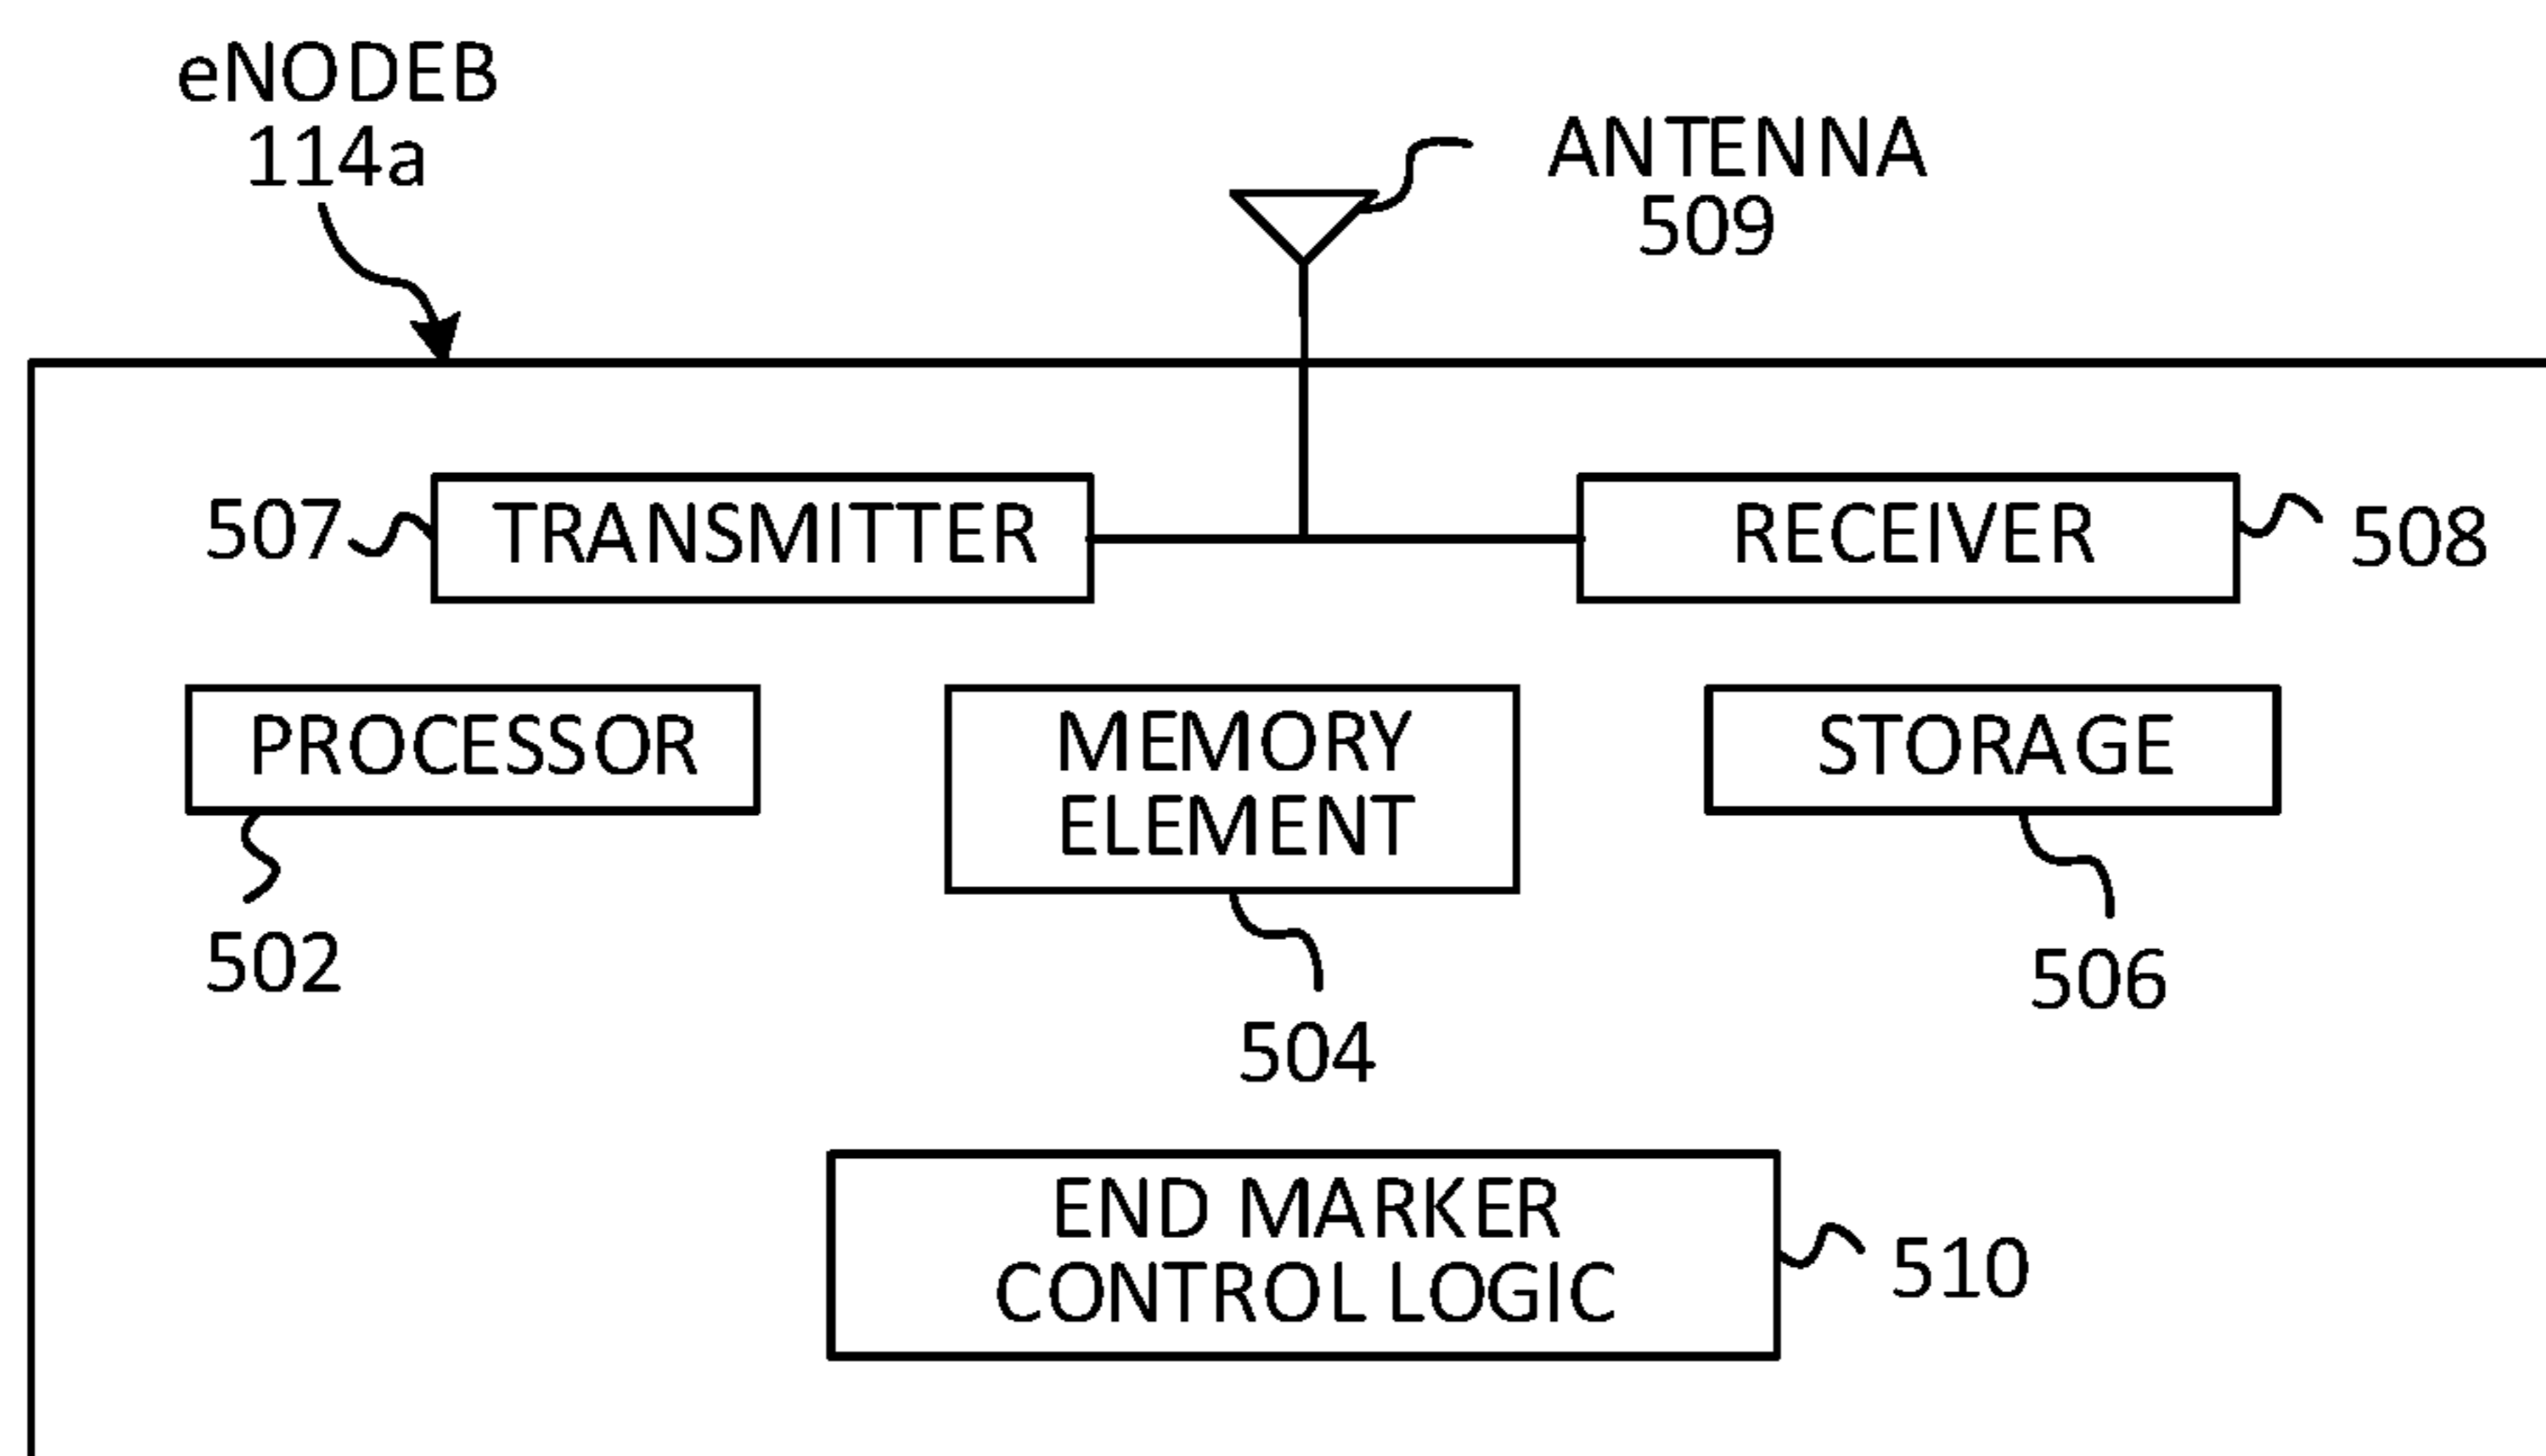 eNODEB
114a
ANTENNA
509
507
TRANSMITTER
RECEIVER
508
PROCESSOR
MEMORY
ELEMENT
STORAGE
502
504
506
END MARKER
CONTROL LOGIC
510